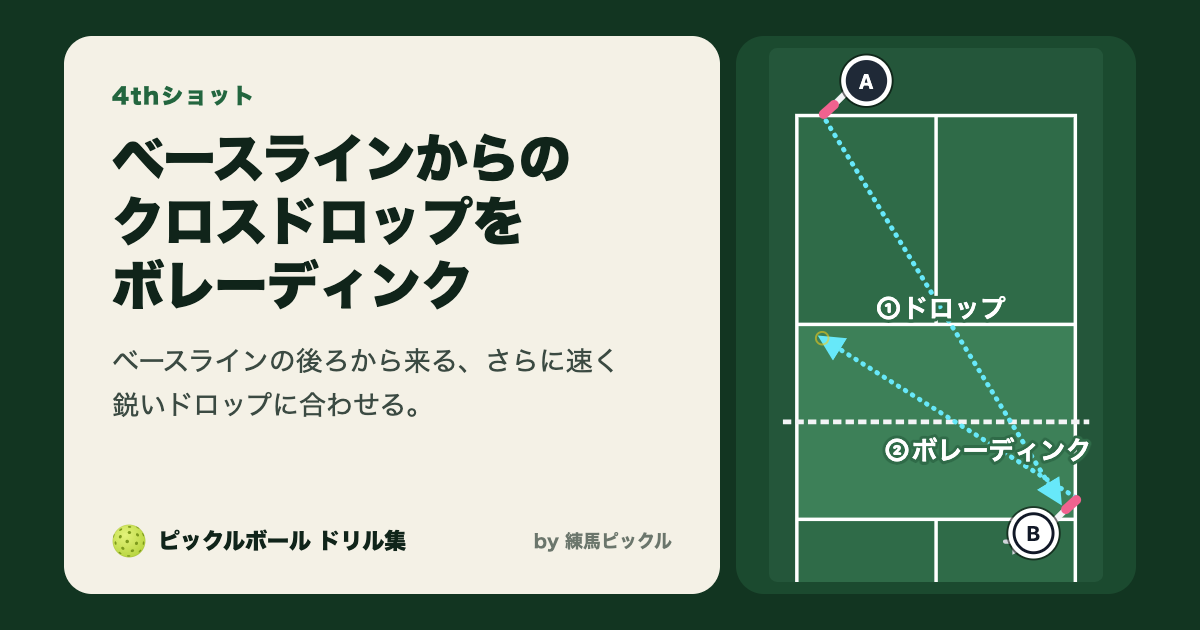 4thショット
ベースラインからの
クロスドロップを
ボレーディンク
ベースラインの後ろから来る、さらに速く
鋭いドロップに合わせる。
ピックルボール ドリル集
by 練馬ピックル
A
①ドロップ
②ボレーディンク
B